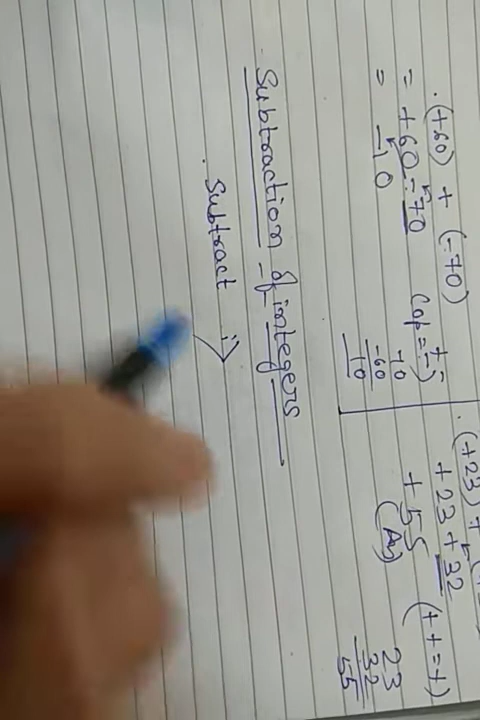 (+60) + (-70)
= +60 - 70
= -10
70
-60
10
(+23) +
+23 + 32
+55
(++=+)
23
32
55
Subtraction of integers
Subtract